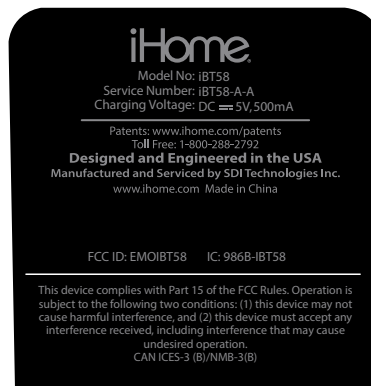 iHome
Model No: iBT58
Service Number: iBT58-A-A
Charging Voltage: DC ⎓ 5V, 500mA
Patents: www.ihome.com/patents
Toll Free: 1-800-288-2792
Designed and Engineered in the USA
Manufactured and Serviced by SDI Technologies Inc.
www.ihome.com Made in China
FCC ID: EMOIBT58 IC: 986B-IBT58
This device complies with Part 15 of the FCC Rules. Operation is
subject to the following two conditions: (1) this device may not
cause harmful interference, and (2) this device must accept any
interference received, including interference that may cause
undesired operation.
CAN ICES-3 (B)/NMB-3(B)